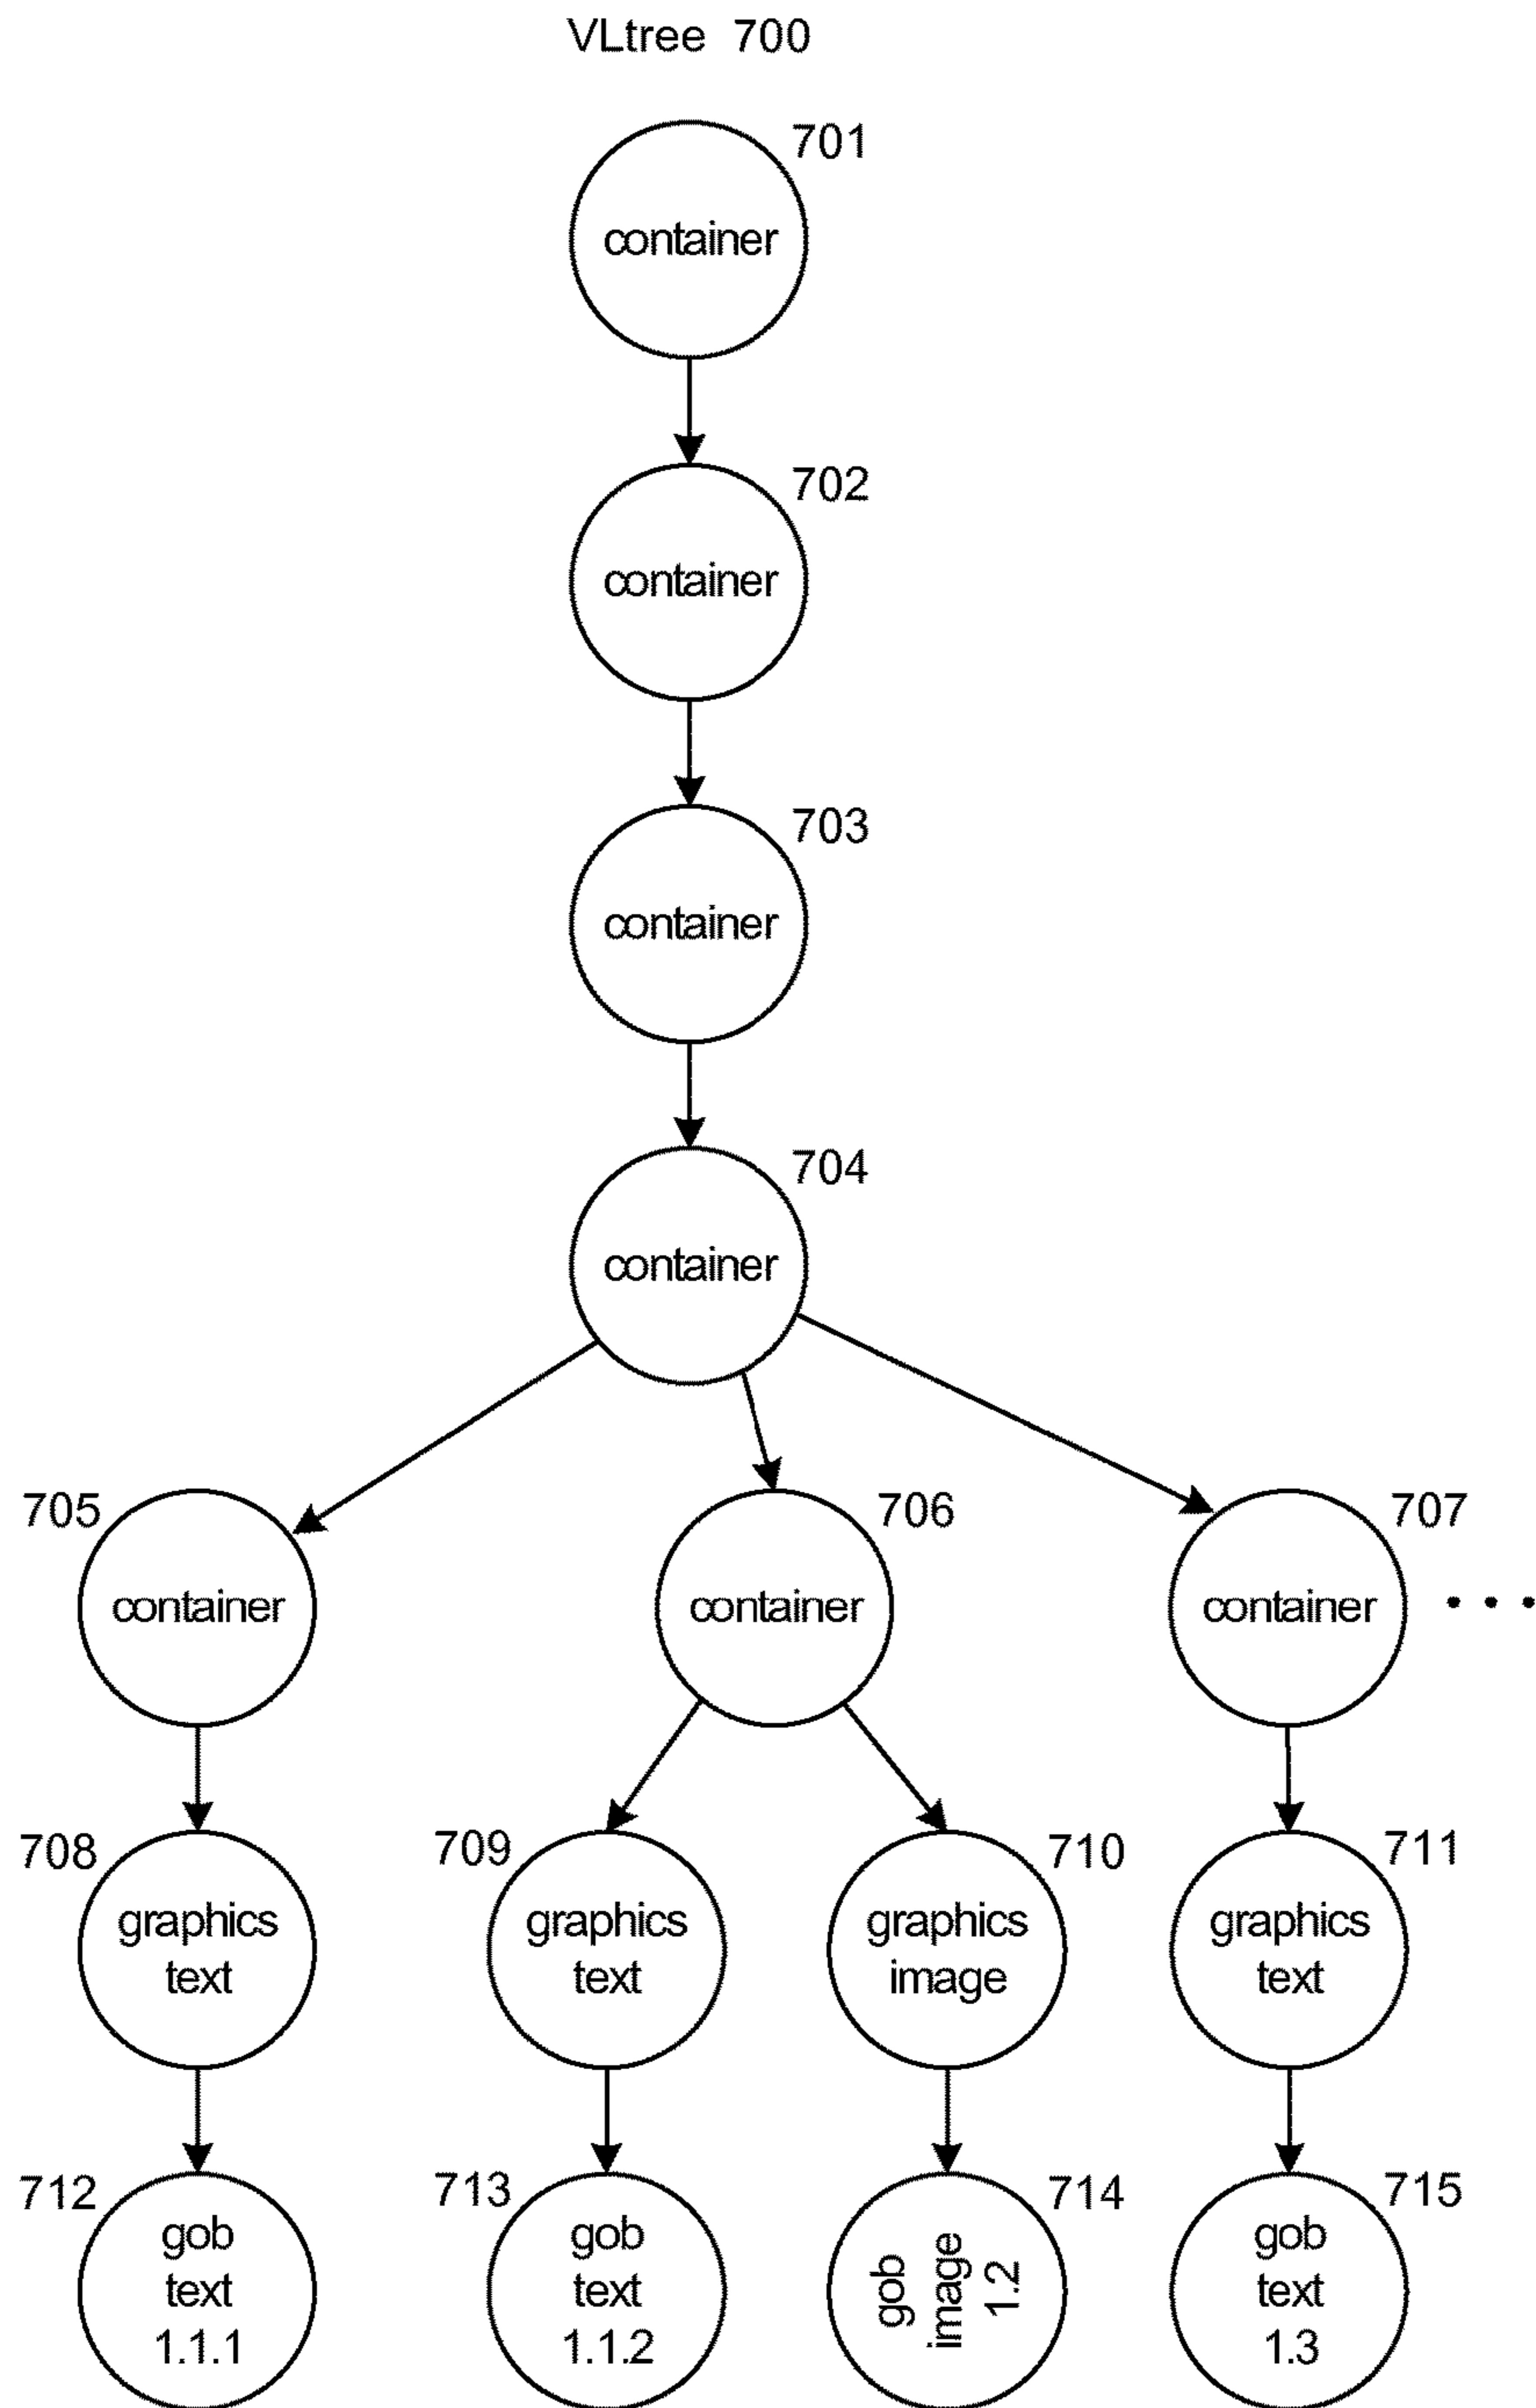 VLtree 700
701
container
702
container
703
container
704
container
705
container
706
container
707
container
. . .
708
graphics
text
709
graphics
text
710
graphics
image
711
graphics
text
712
gob
text
1.1.1
713
gob
text
1.1.2
714
gob
image
1.2
715
gob
text
1.3